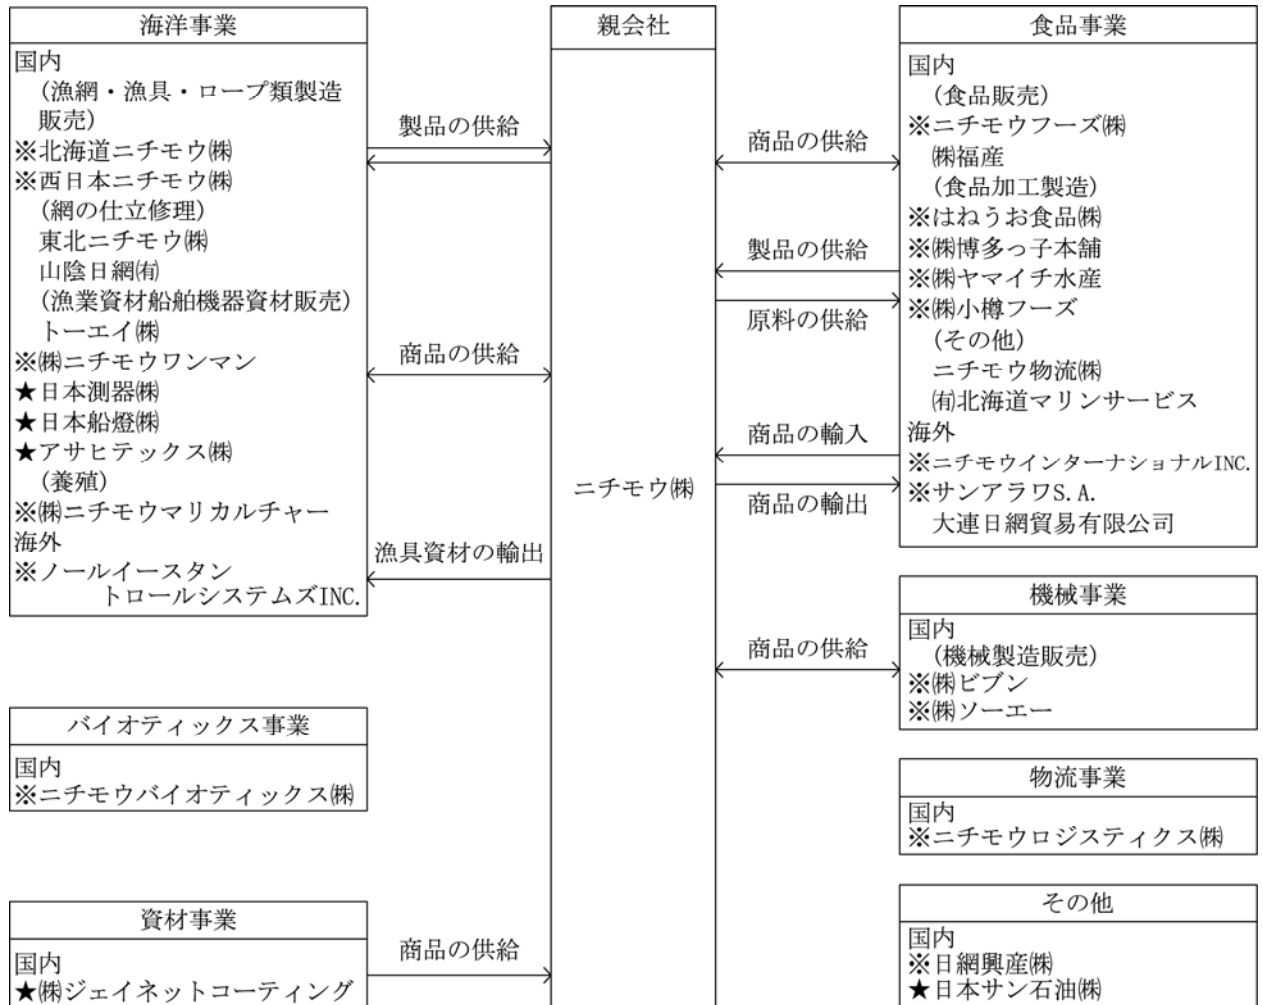 海洋事業
国内
(漁網・漁具・ロープ類製造
販売)
※北海道ニチモウ㈱
※西日本ニチモウ㈱
(網の仕立修理)
東北ニチモウ㈱
山陰日網㈲
(漁業資材船舶機器資材販売)
トーエイ㈱
※㈱ニチモウワンマン
★日本測器㈱
★日本船燈㈱
★アサヒテックス㈱
(養殖)
※㈱ニチモウマリカルチャー
海外
※ノールイースタン
トロールシステムズINC.
バイオティックス事業
国内
※ニチモウバイオティックス㈱
資材事業
国内
★㈱ジェイネットコーティング
製品の供給
商品の供給
漁具資材の輸出
商品の供給
親会社
ニチモウ㈱
商品の供給
製品の供給
原料の供給
商品の輸入
商品の輸出
商品の供給
食品事業
国内
(食品販売)
※ニチモウフーズ㈱
㈱福産
(食品加工製造)
※はねうお食品㈱
※㈱博多っ子本舗
※㈱ヤマイチ水産
※㈱小樽フーズ
(その他)
ニチモウ物流㈱
㈲北海道マリンサービス
海外
※ニチモウインターナショナルINC.
※サンアラワS.A.
大連日網貿易有限公司
機械事業
国内
(機械製造販売)
※㈱ビブン
※㈱ソーエー
物流事業
国内
※ニチモウロジスティクス㈱
その他
国内
※日網興産㈱
★日本サン石油㈱